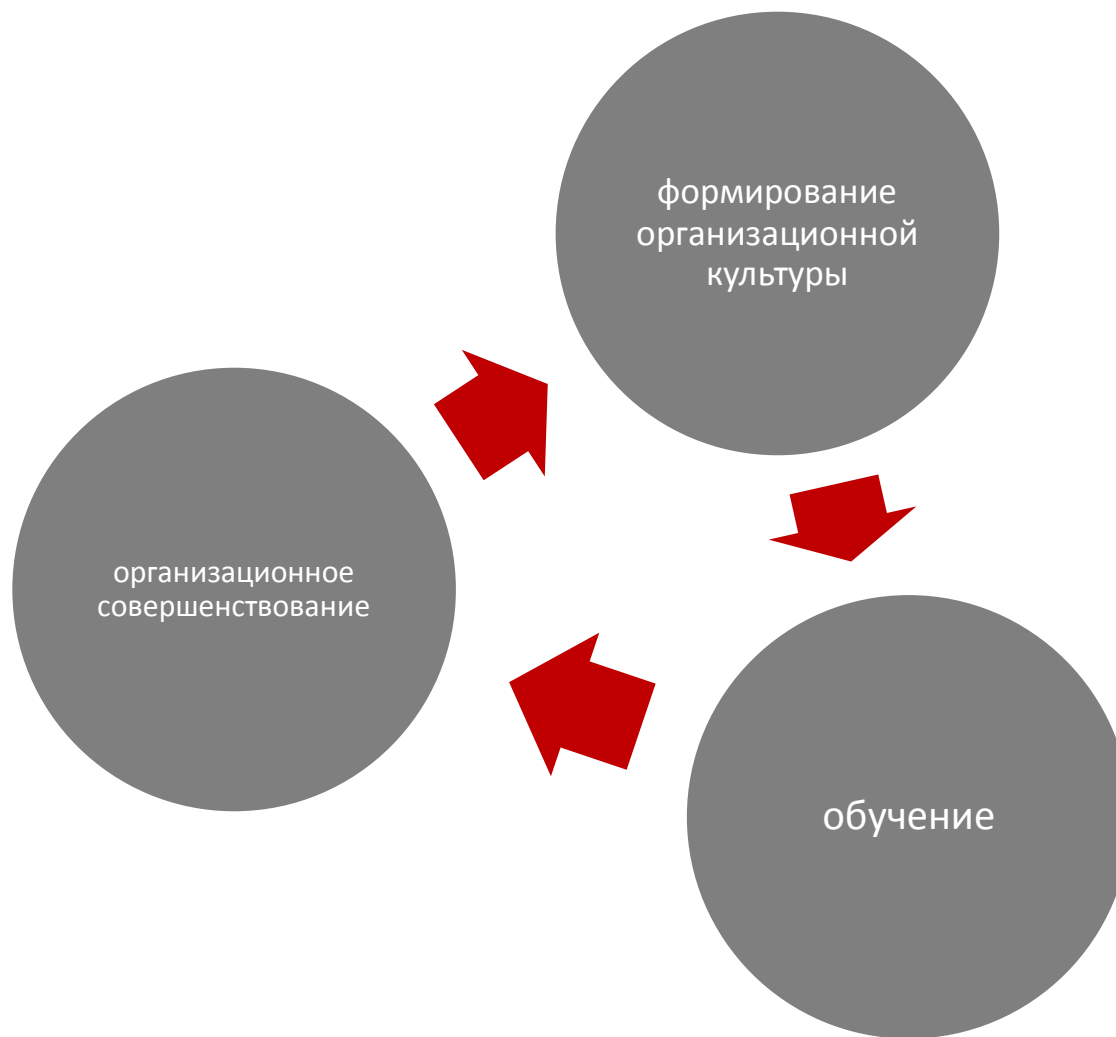 формирование
организационной
культуры
организационное
совершенствование
обучение